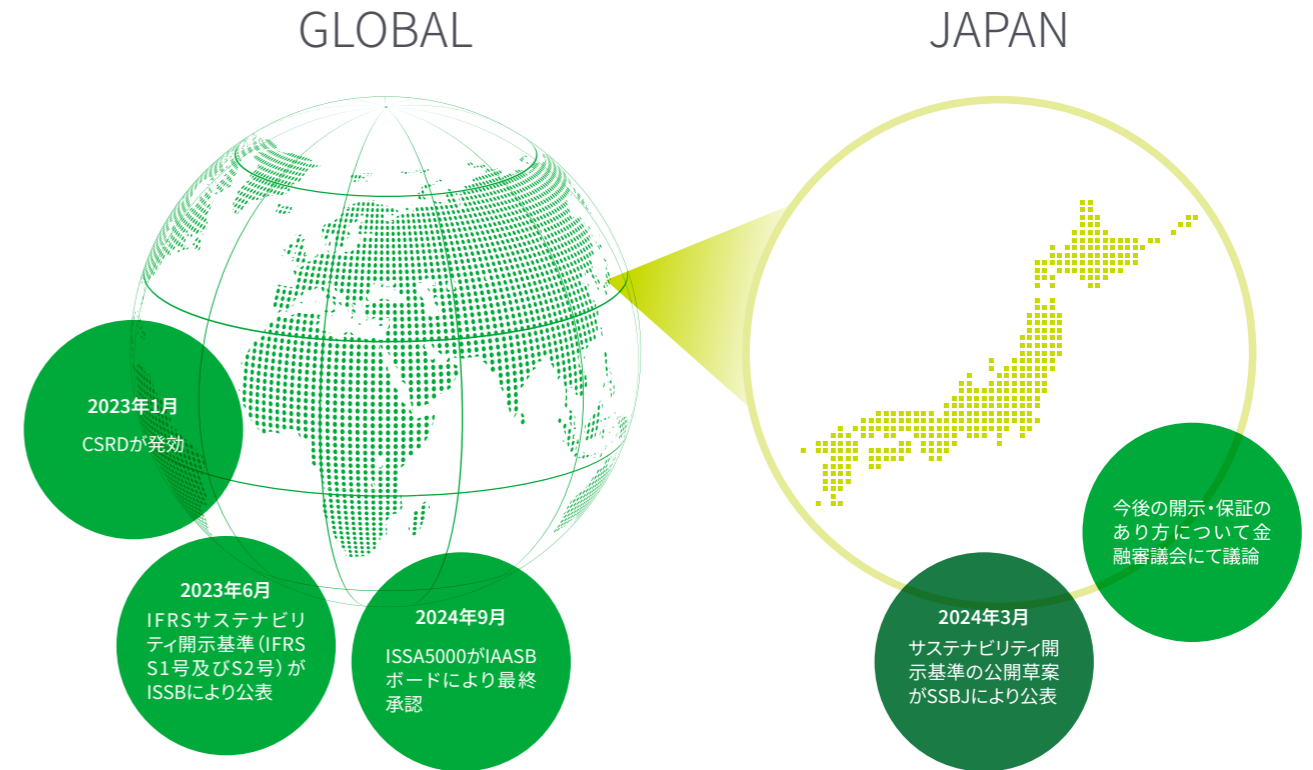 GLOBAL
JAPAN
2023年1月
CSRDが発効
2023年6月
IFRSサステナビリ
ティ開示基準（IFRS
S1号及びS2号）が
ISSBにより公表
2024年9月
ISSA5000がIAASB
ボードにより最終
承認
2024年3月
サステナビリティ開
示基準の公開草案
がSSBJにより公表
今後の開示・保証の
あり方について金
融審議会にて議論